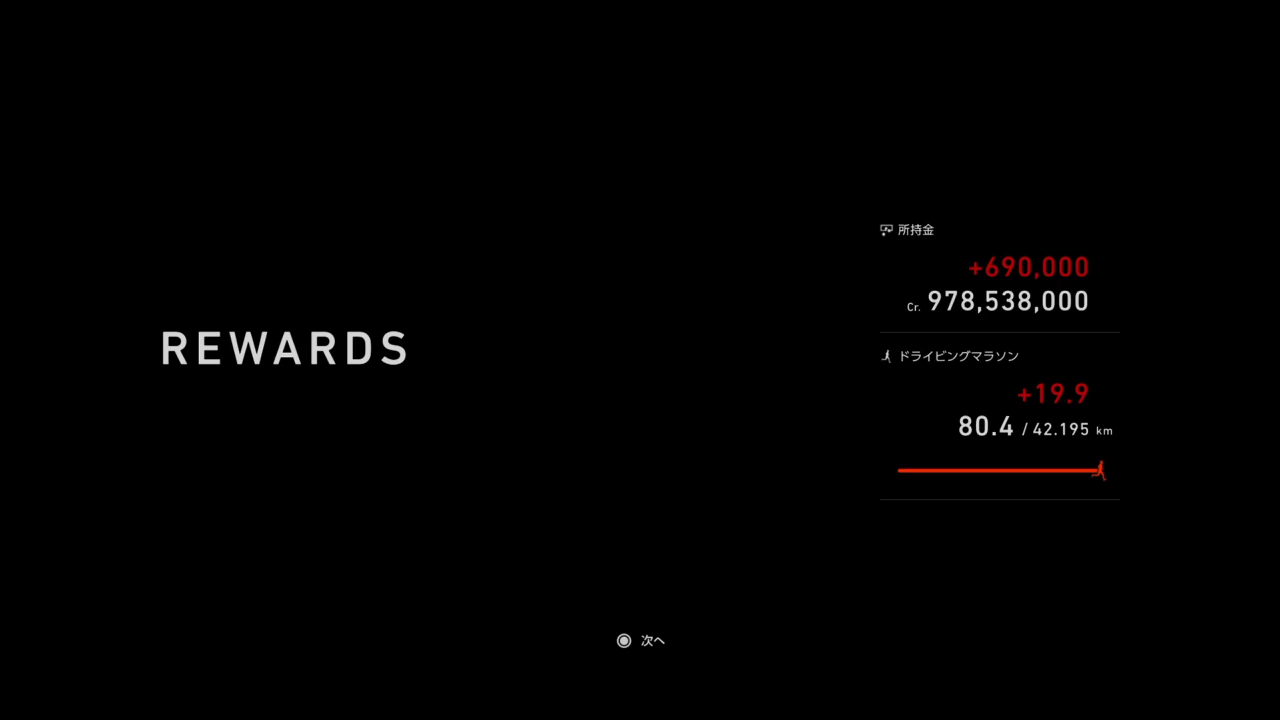 REWARDS
所持金
+690,000
Cr. 978,538,000
ドライビングマラソン
+19.9
80.4 / 42.195 km
次へ